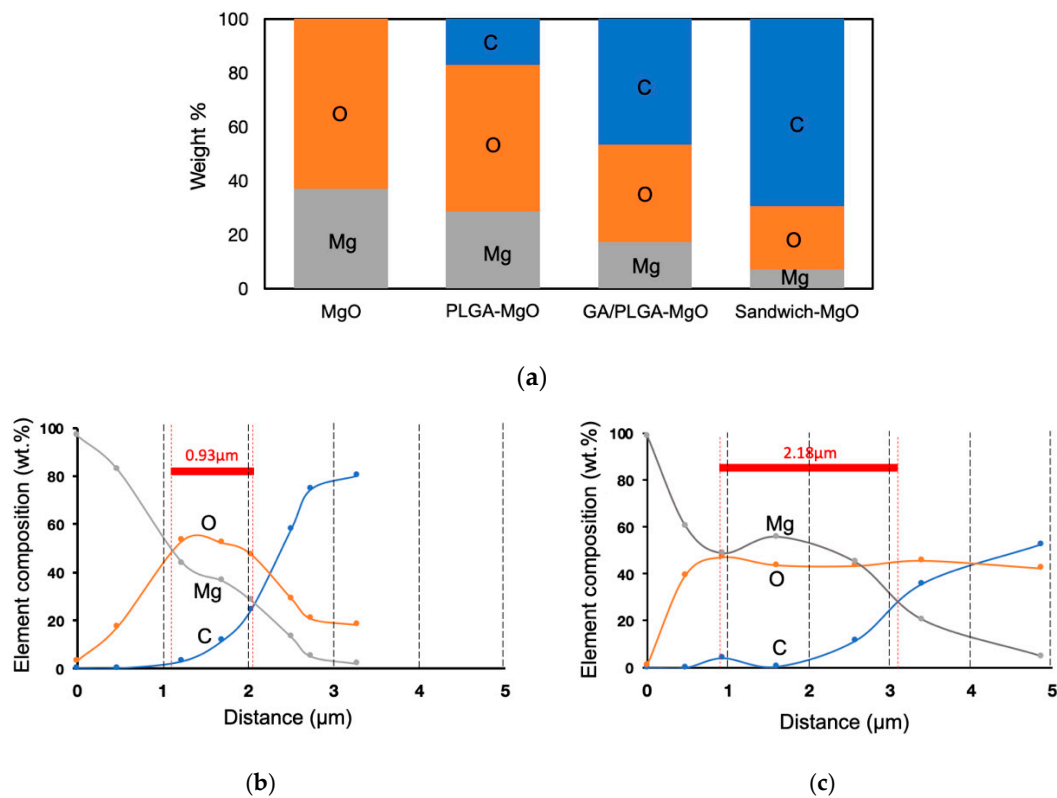 100
80
60
40
20
0
Weight %
O
Mg
C
O
Mg
C
O
Mg
C
O
Mg
MgO PLGA-MgO GA/PLGA-MgO Sandwich-MgO
(a)
100
80
60
40
20
0
Element composition (wt.%)
0.93μm
O
Mg
C
0 1 2 3 4 5
Distance (μm)
(b)
100
80
60
40
20
0
Element composition (wt.%)
2.18μm
Mg
O
C
0 1 2 3 4 5
Distance (μm)
(c)